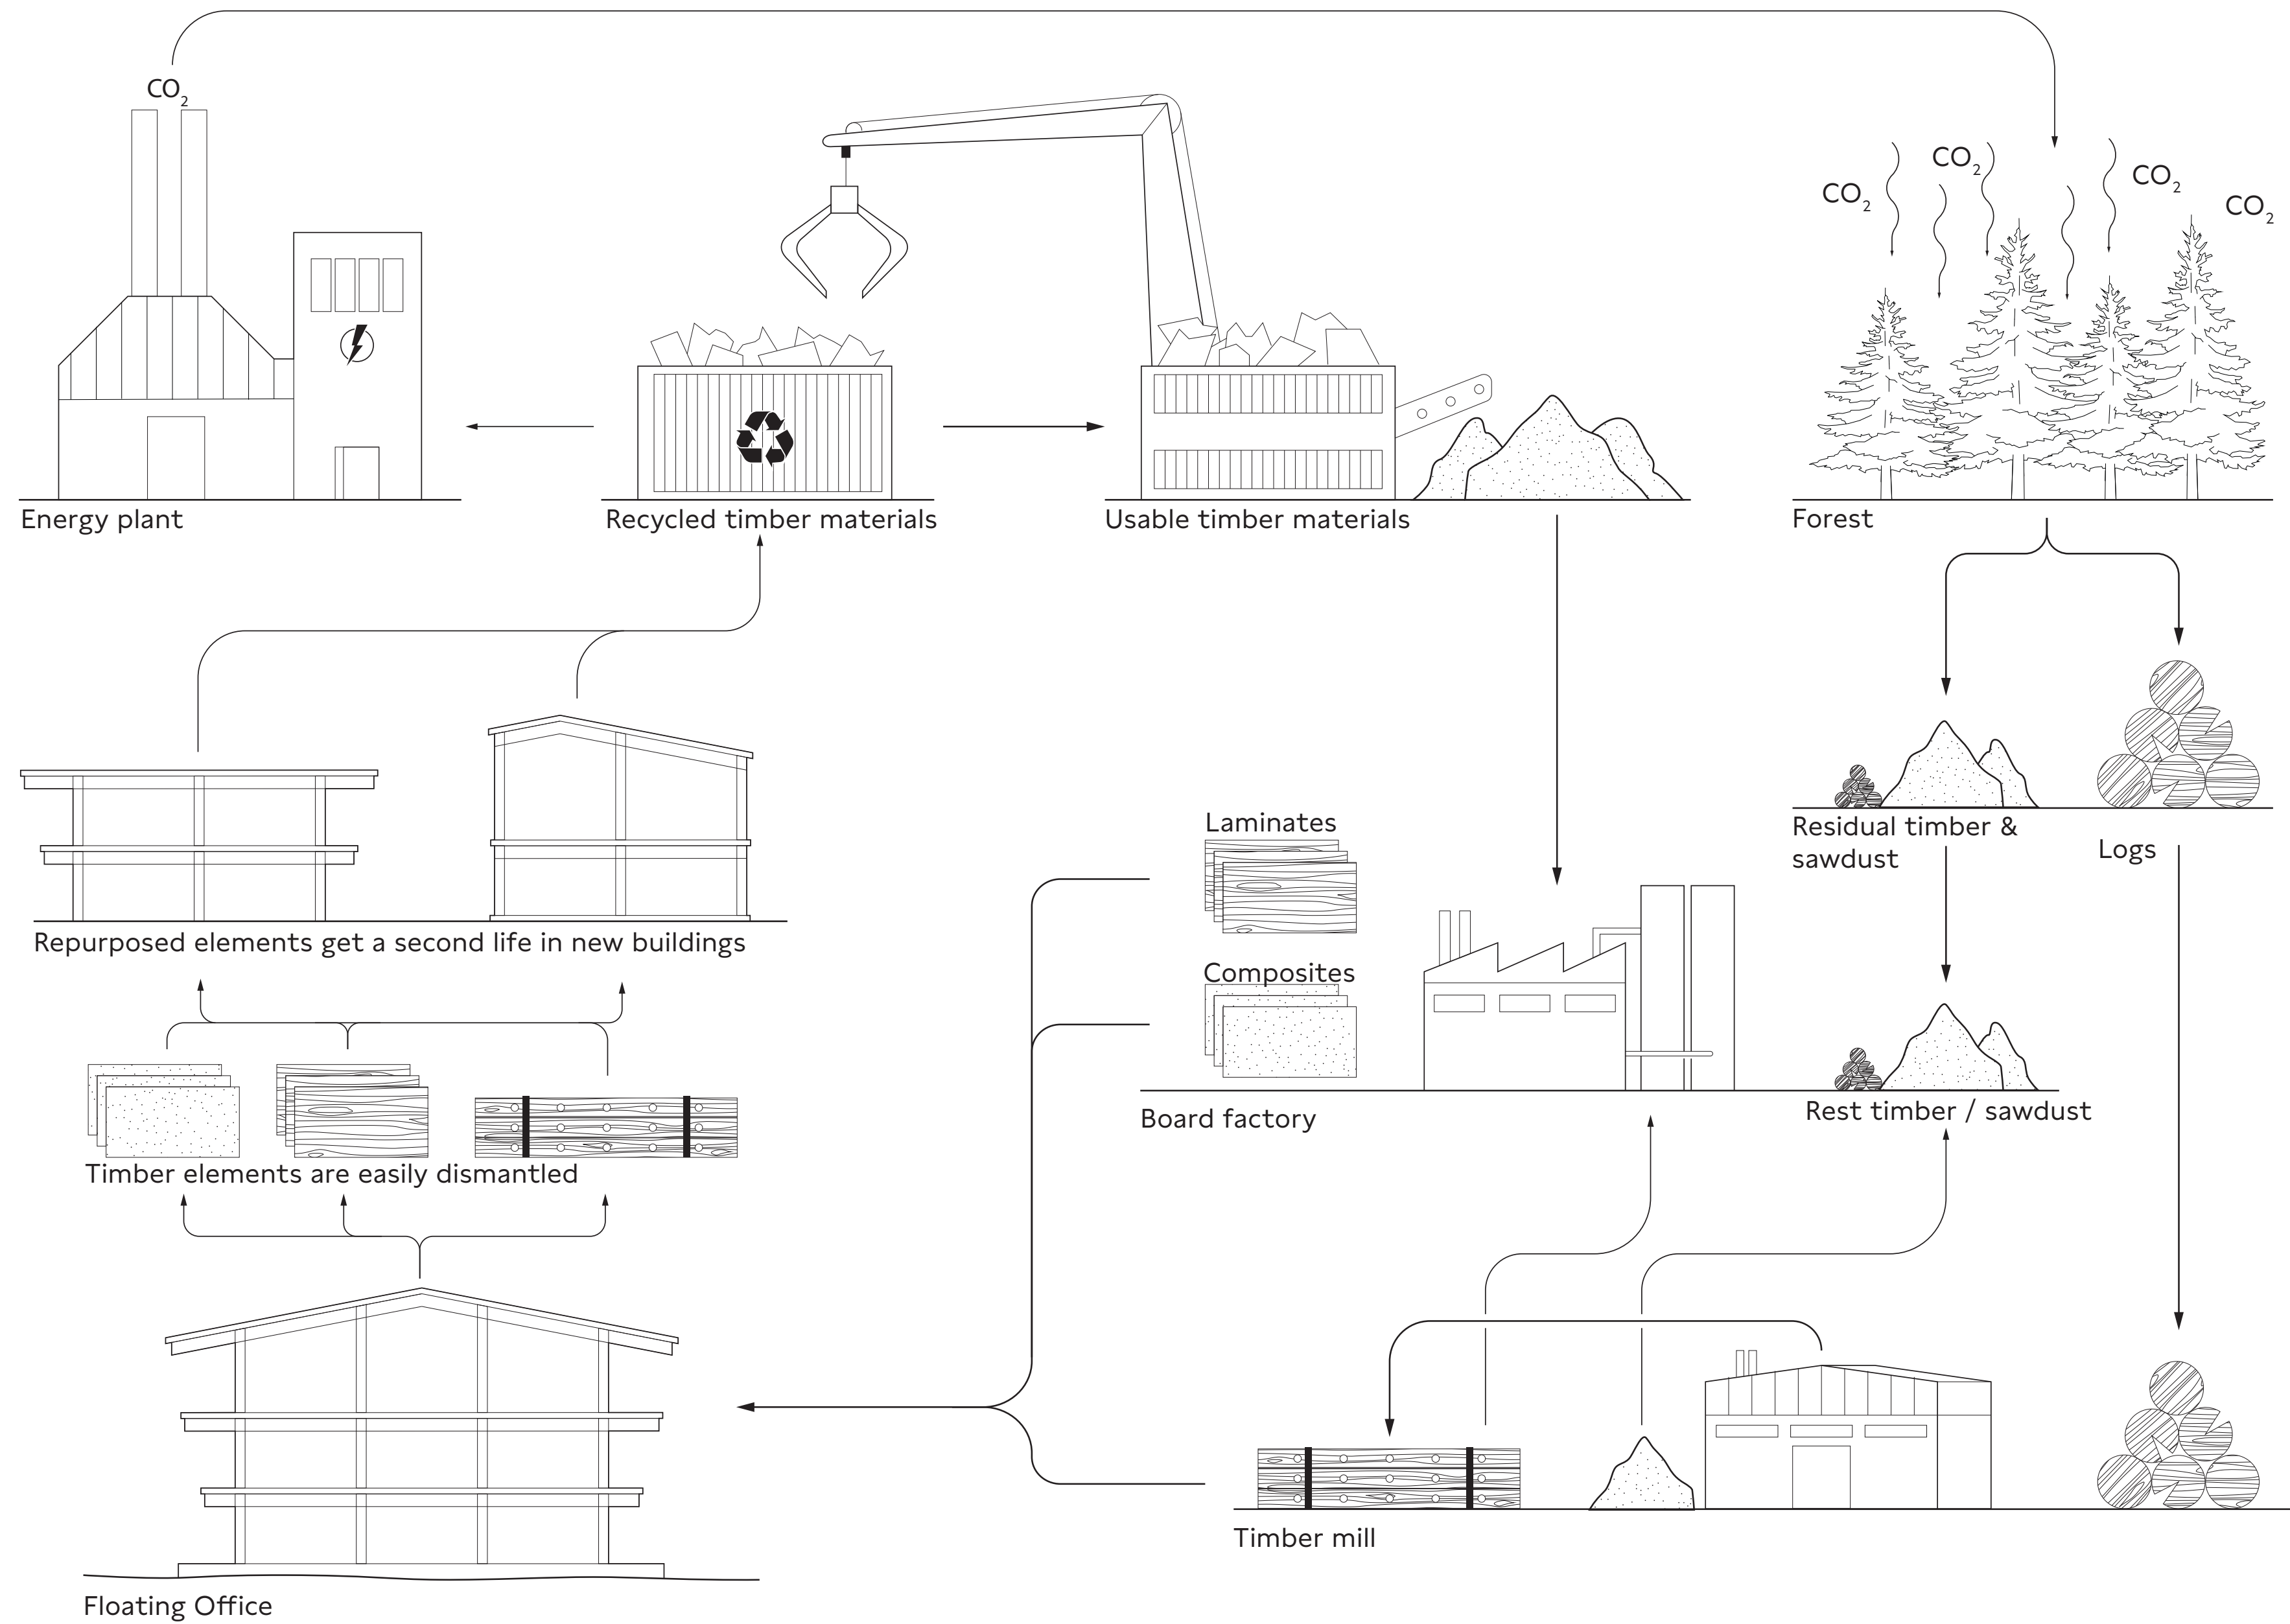 CO₂
CO₂
CO₂
CO₂
CO₂
Energy plant
Recycled timber materials
Usable timber materials
Forest
Laminates
Residual timber &
sawdust
Logs
Repurposed elements get a second life in new buildings
Composites
Board factory
Rest timber / sawdust
Timber elements are easily dismantled
Timber mill
Floating Office